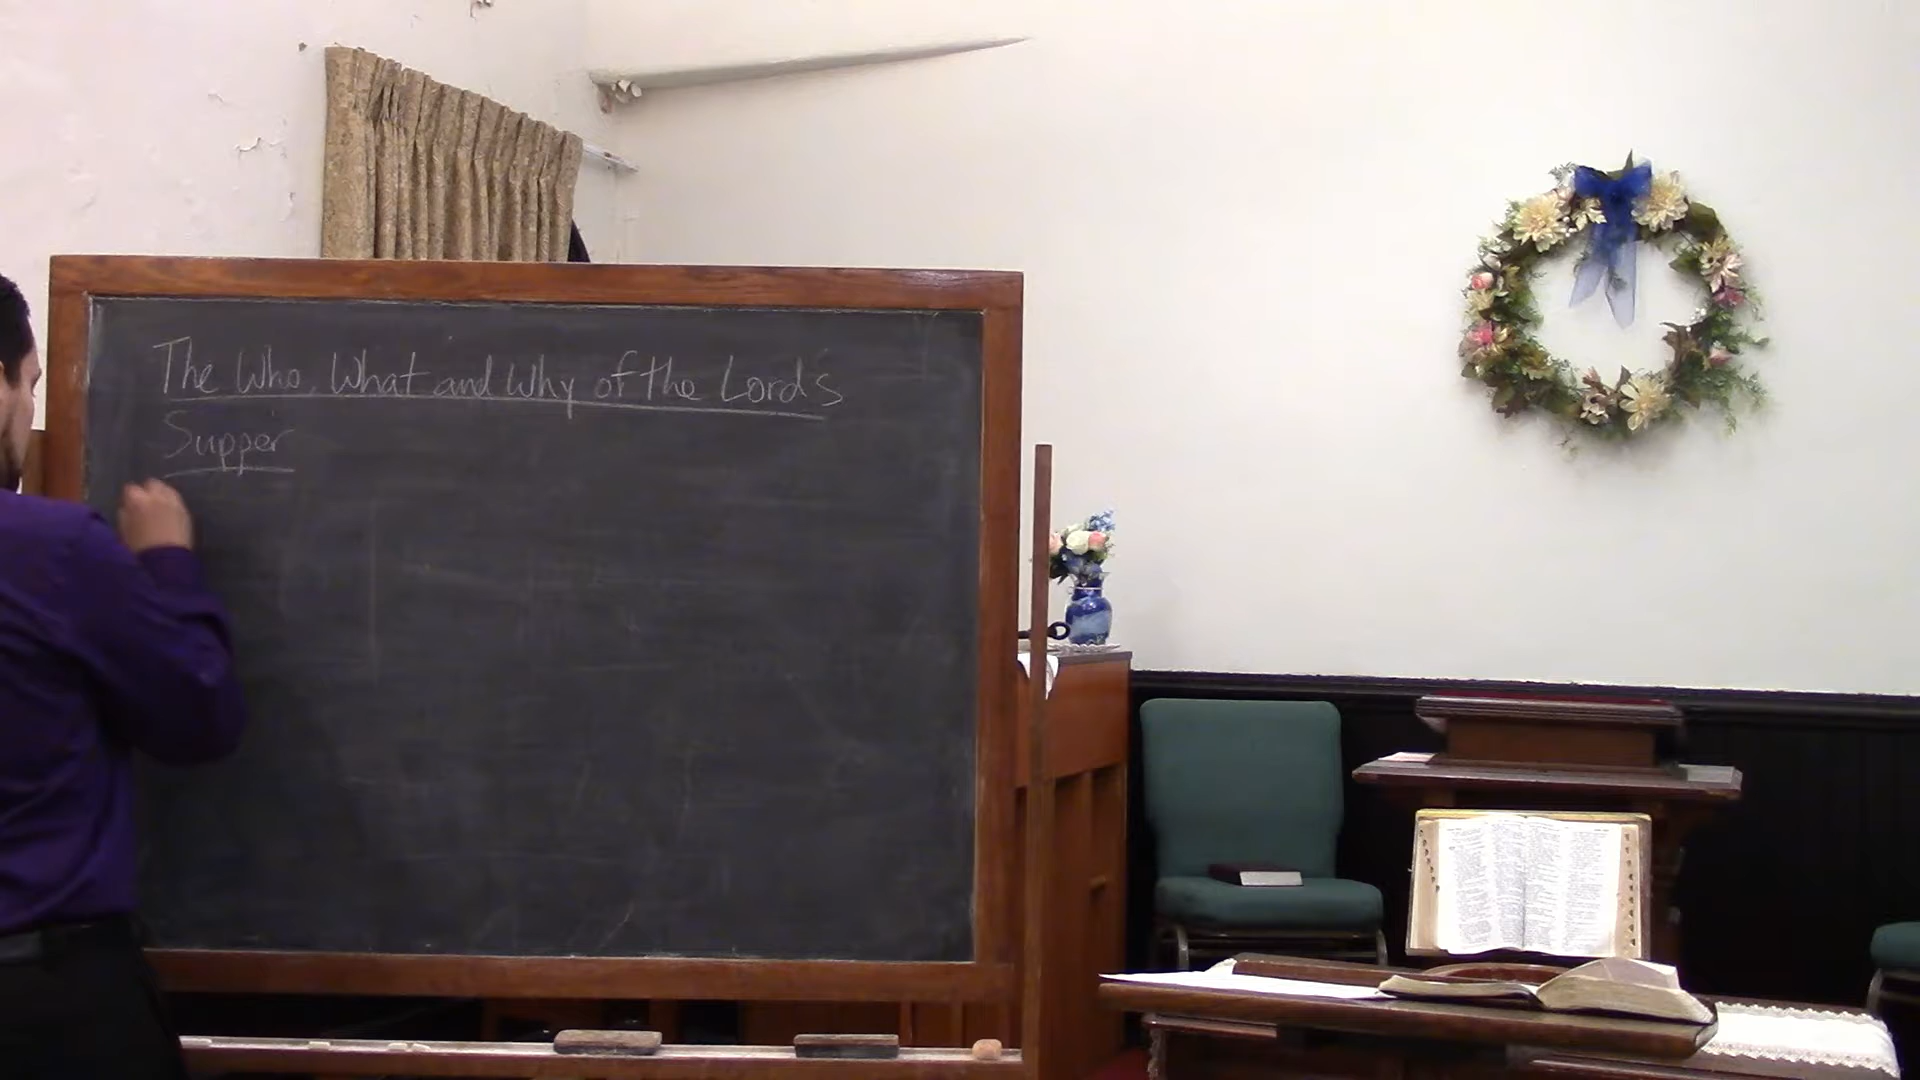 The Who, What and Why of the Lord's
Supper